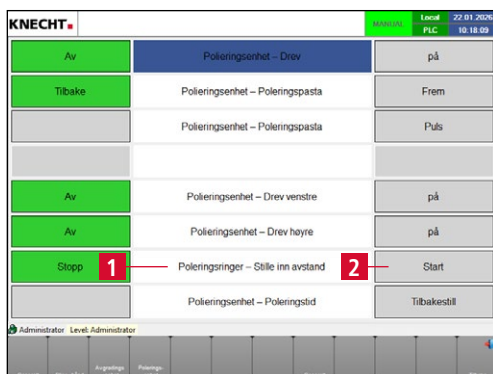 KNECHT
MANUAL
Local
22.01.2026
PLC
10.18.09
Av
Polieringsenhet – Drev
på
Tilbake
Polieringsenhet – Poleringspasta
Frem
Polieringsenhet – Poleringspasta
Puls
Av
Polieringsenhet – Drev venstre
på
Av
Polieringsenhet – Drev høyre
på
Stopp
1
Poleringsringer – Stille inn avstand
2
Start
Polieringsenhet – Poleringstid
Tilbakestill
Administrator Level: Administrator
Avgradings
Polerings-